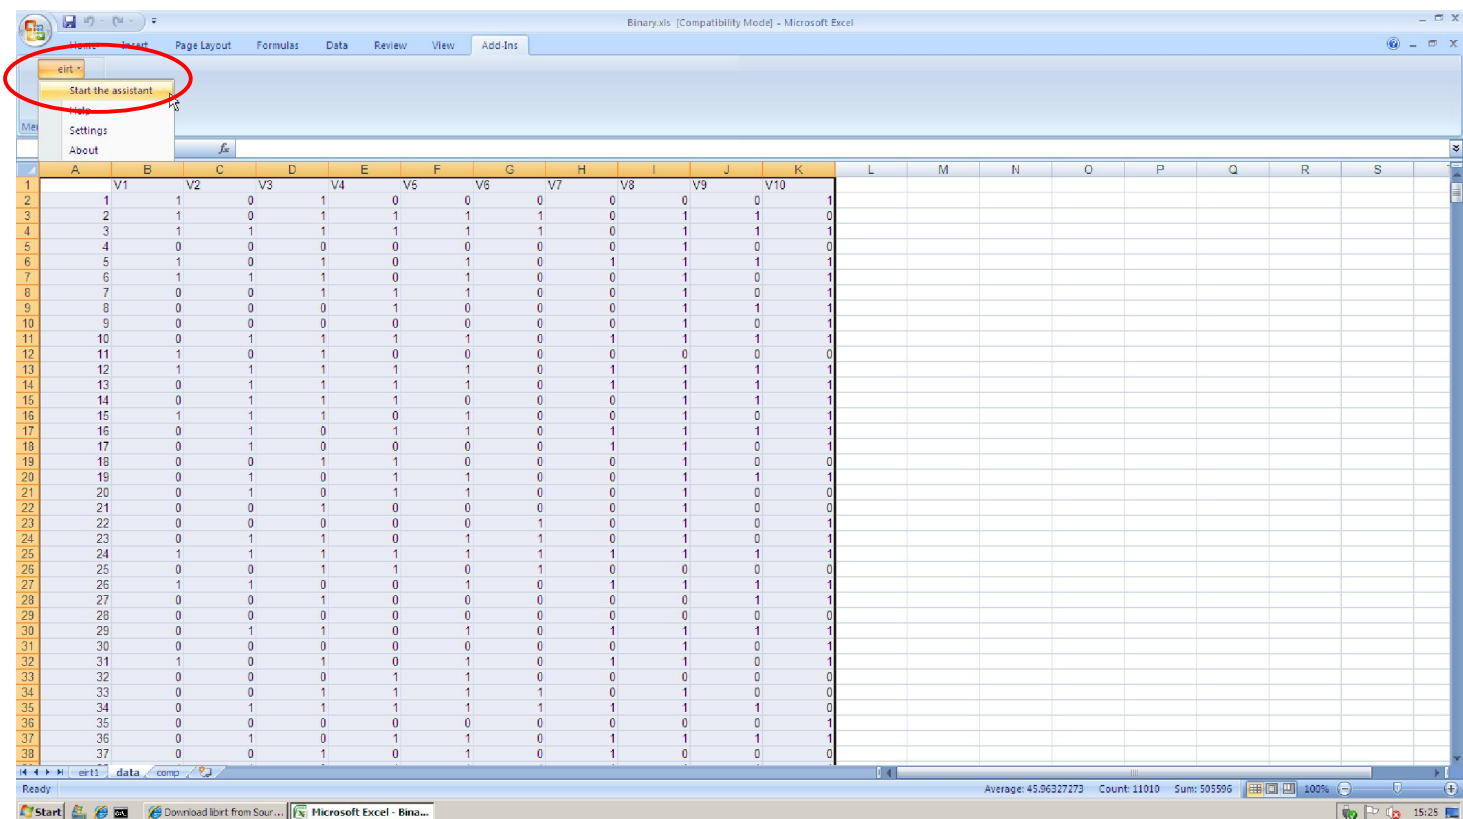 Binary.xls [Compatibility Mode] - Microsoft Excel
Home Insert Page Layout Formulas Data Review View Add-Ins
eirt
Start the assistant
Help
Settings
About
fx
A B C D E F G H I J K L M N O P Q R S
1 V1 V2 V3 V4 V5 V6 V7 V8 V9 V10
2 1 1 0 1 0 0 0 0 0 0 1
3 2 1 0 1 1 1 1 0 1 1 0
4 3 1 1 1 1 1 1 0 1 1 1
5 4 0 0 0 0 0 0 0 1 0 0
6 5 1 0 1 0 1 0 1 1 1 1
7 6 1 1 1 0 1 0 0 1 0 1
8 7 0 0 1 1 1 0 0 1 0 1
9 8 0 0 0 1 0 0 0 1 1 1
10 9 0 0 0 0 0 0 0 1 0 1
11 10 0 1 1 1 1 0 1 1 1 1
12 11 1 0 1 0 0 0 0 0 0 0
13 12 1 1 1 1 1 0 1 1 1 1
14 13 0 1 1 1 1 0 1 1 1 1
15 14 0 1 1 1 0 0 0 1 1 1
16 15 1 1 1 0 1 0 0 1 0 1
17 16 0 1 0 1 1 0 1 1 1 1
18 17 0 1 0 0 0 0 1 1 0 1
19 18 0 0 1 1 0 0 0 1 0 0
20 19 0 1 0 1 1 0 0 1 1 1
21 20 0 1 0 1 1 0 0 1 0 0
22 21 0 0 1 0 0 0 0 1 0 0
23 22 0 0 0 0 0 1 0 1 0 1
24 23 0 1 1 0 1 1 0 1 0 1
25 24 1 1 1 1 1 1 1 1 1 1
26 25 0 0 1 1 0 1 0 0 0 0
27 26 1 1 0 0 1 0 1 1 1 1
28 27 0 0 1 0 0 0 0 0 1 1
29 28 0 0 0 0 0 0 0 0 0 0
30 29 0 1 1 0 1 0 1 1 1 1
31 30 0 0 0 0 0 0 0 1 0 1
32 31 1 0 1 0 1 0 1 1 0 1
33 32 0 0 0 1 1 0 0 0 0 0
34 33 0 0 1 1 1 1 0 1 0 0
35 34 0 1 1 1 1 1 1 1 1 0
36 35 0 0 0 0 0 0 0 0 0 1
37 36 0 1 0 1 1 0 1 1 1 1
38 37 0 0 1 0 1 0 1 0 0 0
eirt1 data comp
Ready Average: 45.96327273 Count: 11010 Sum: 505596 100%
Start Download libirt from Sour... Microsoft Excel - Bina... 15:25